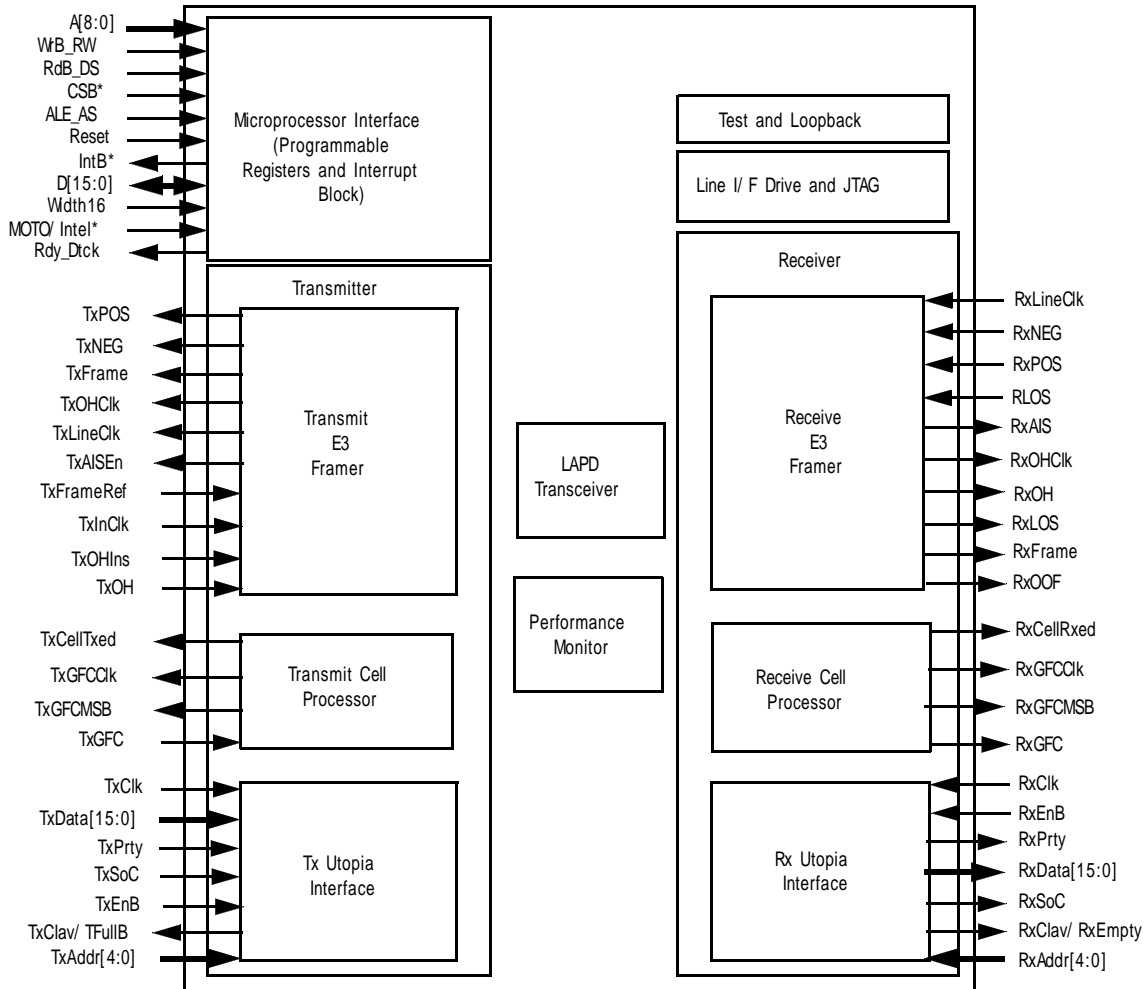 A[8:0]
WrB_RW
RdB_DS
CSB*
ALE_AS
Reset
IntB*
D[15:0]
Width16
MOTO/ Intel*
Rdy_Dtck
Microprocessor Interface
(Programmable
Registers and Interrupt
Block)
Test and Loopback
Line I/ F Drive and JTAG
Transmitter
TxPOS
TxNEG
TxFrame
TxOHClk
TxLineClk
TxAISEn
TxFrameRef
TxInClk
TxOHIns
TxOH
Transmit
E3
Framer
TxCellTxed
TxGFCClk
TxGFCMSB
TxGFC
Transmit Cell
Processor
TxClk
TxData[15:0]
TxPrty
TxSoC
TxEnB
TxClav/ TFullB
TxAddr[4:0]
Tx Utopia
Interface
LAPD
Transceiver
Performance
Monitor
Receiver
Receive
E3
Framer
RxLineClk
RxNEG
RxPOS
RLOS
RxAIS
RxOHClk
RxOH
RxLOS
RxFrame
RxOOF
Receive Cell
Processor
RxCellRxed
RxGFCClk
RxGFCMSB
RxGFC
Rx Utopia
Interface
RxClk
RxEnB
RxPrty
RxData[15:0]
RxSoC
RxClav/ RxEmpty
RxAddr[4:0]